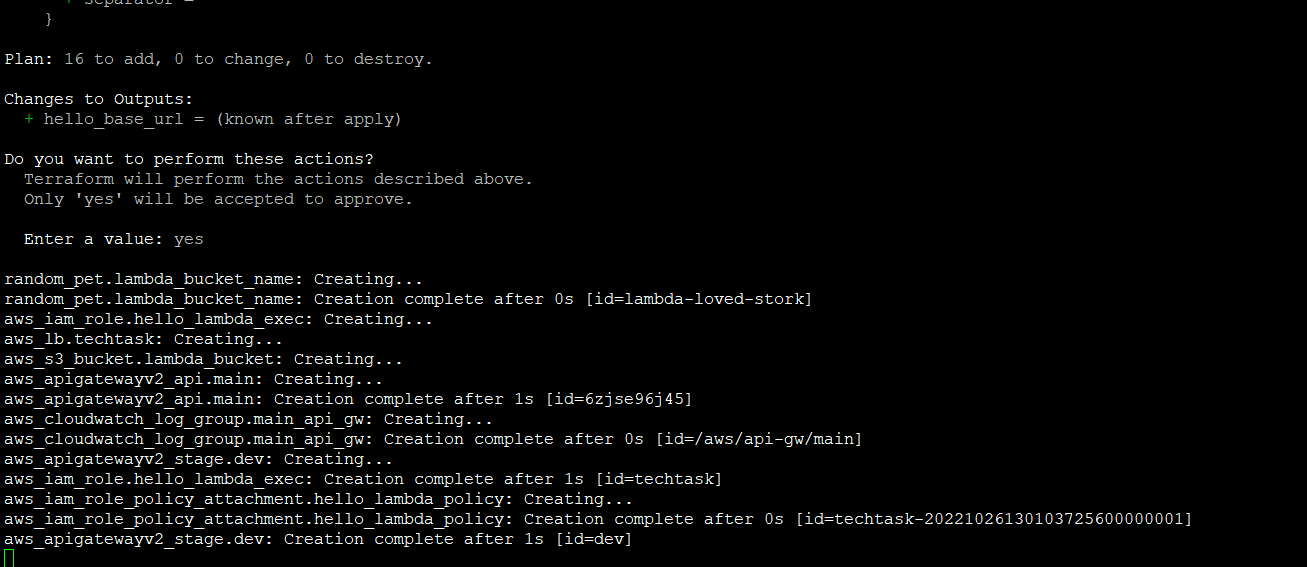 + separator =
}
Plan: 16 to add, 0 to change, 0 to destroy.
Changes to Outputs:
+ hello_base_url = (known after apply)
Do you want to perform these actions?
Terraform will perform the actions described above.
Only 'yes' will be accepted to approve.
Enter a value: yes
random_pet.lambda_bucket_name: Creating...
random_pet.lambda_bucket_name: Creation complete after 0s [id=lambda-loved-stork]
aws_iam_role.hello_lambda_exec: Creating...
aws_lb.techtask: Creating...
aws_s3_bucket.lambda_bucket: Creating...
aws_apigatewayv2_api.main: Creating...
aws_apigatewayv2_api.main: Creation complete after 1s [id=6zjse96j45]
aws_cloudwatch_log_group.main_api_gw: Creating...
aws_cloudwatch_log_group.main_api_gw: Creation complete after 0s [id=/aws/api-gw/main]
aws_apigatewayv2_stage.dev: Creating...
aws_iam_role.hello_lambda_exec: Creation complete after 1s [id=techtask]
aws_iam_role_policy_attachment.hello_lambda_policy: Creating...
aws_iam_role_policy_attachment.hello_lambda_policy: Creation complete after 0s [id=techtask-20221026130103725600000001]
aws_apigatewayv2_stage.dev: Creation complete after 1s [id=dev]